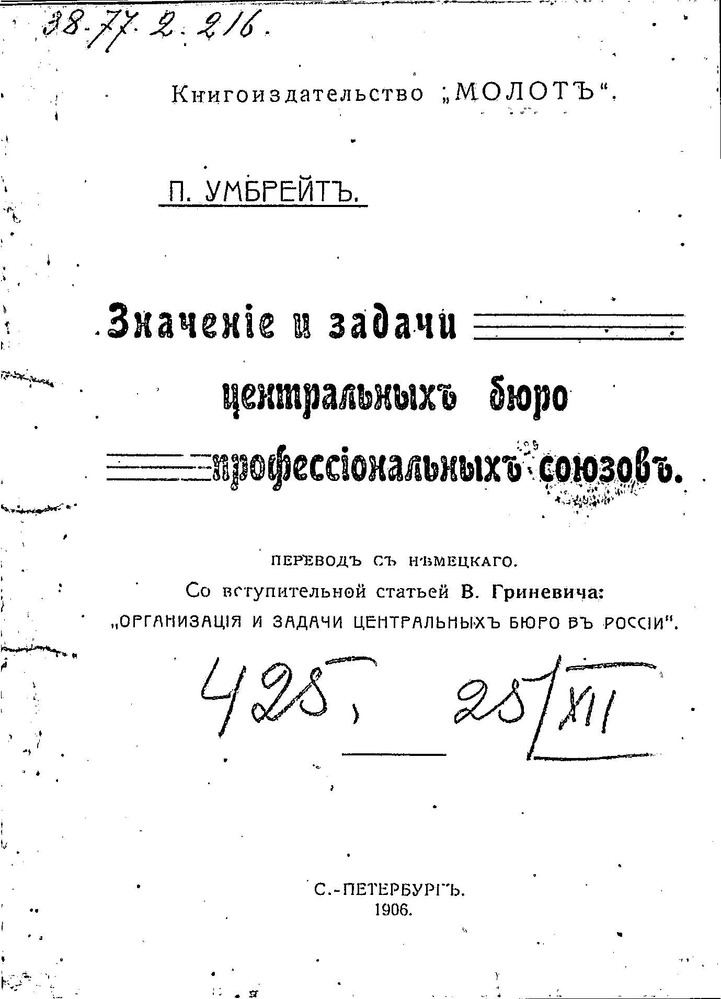 38.77.2.216.
Книгоиздательство „МОЛОТЪ“.
П. УМБРЕЙТЪ.
Значеніе и задачи
центральныхъ бюро
профессіональныхъ союзовъ.
ПЕРЕВОДЪ СЪ НѢМЕЦКАГО.
Со вступительной статьей В. Гриневича:
„ОРГАНИЗАЦІЯ И ЗАДАЧИ ЦЕНТРАЛЬНЫХЪ БЮРО ВЪ РОССІИ“.
425, 25/XII
С.-ПЕТЕРБУРГЪ.
1906.